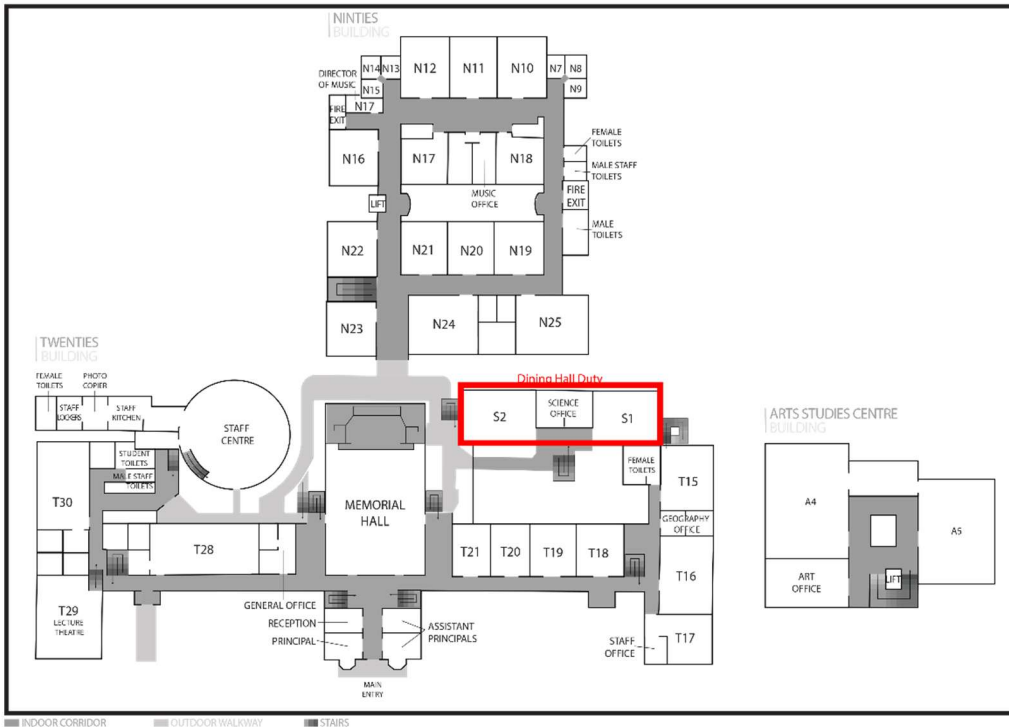 NINTIES
BUILDING
N14
N13
N12
N11
N10
N7
N8
N15
N9
DIRECTOR
OF MUSIC
N17
FIRE
EXIT
N16
N17
N18
MUSIC
OFFICE
FEMALE
TOILETS
MALE STAFF
TOILETS
FIRE
EXIT
MALE
TOILETS
LIFT
N22
N21
N20
N19
N23
N24
N25
TWENTIES
BUILDING
FEMALE
TOILETS
PHOTO
COPIER
STAFF
LOCKERS
STAFF
KITCHEN
STAFF
CENTRE
STUDENT
TOILETS
MALE STAFF
TOILETS
T30
T28
T29
LECTURE
THEATRE
MEMORIAL
HALL
Dining Hall Duty
S2
SCIENCE
OFFICE
S1
FEMALE
TOILETS
T15
GEOGRAPHY
OFFICE
T21
T20
T19
T18
T16
T17
STAFF
OFFICE
GENERAL OFFICE
RECEPTION
PRINCIPAL
ASSISTANT
PRINCIPALS
MAIN
ENTRY
ARTS STUDIES CENTRE
BUILDING
A4
A5
ART
OFFICE
LIFT
INDOOR CORRIDOR
OUTDOOR WALKWAY
STAIRS